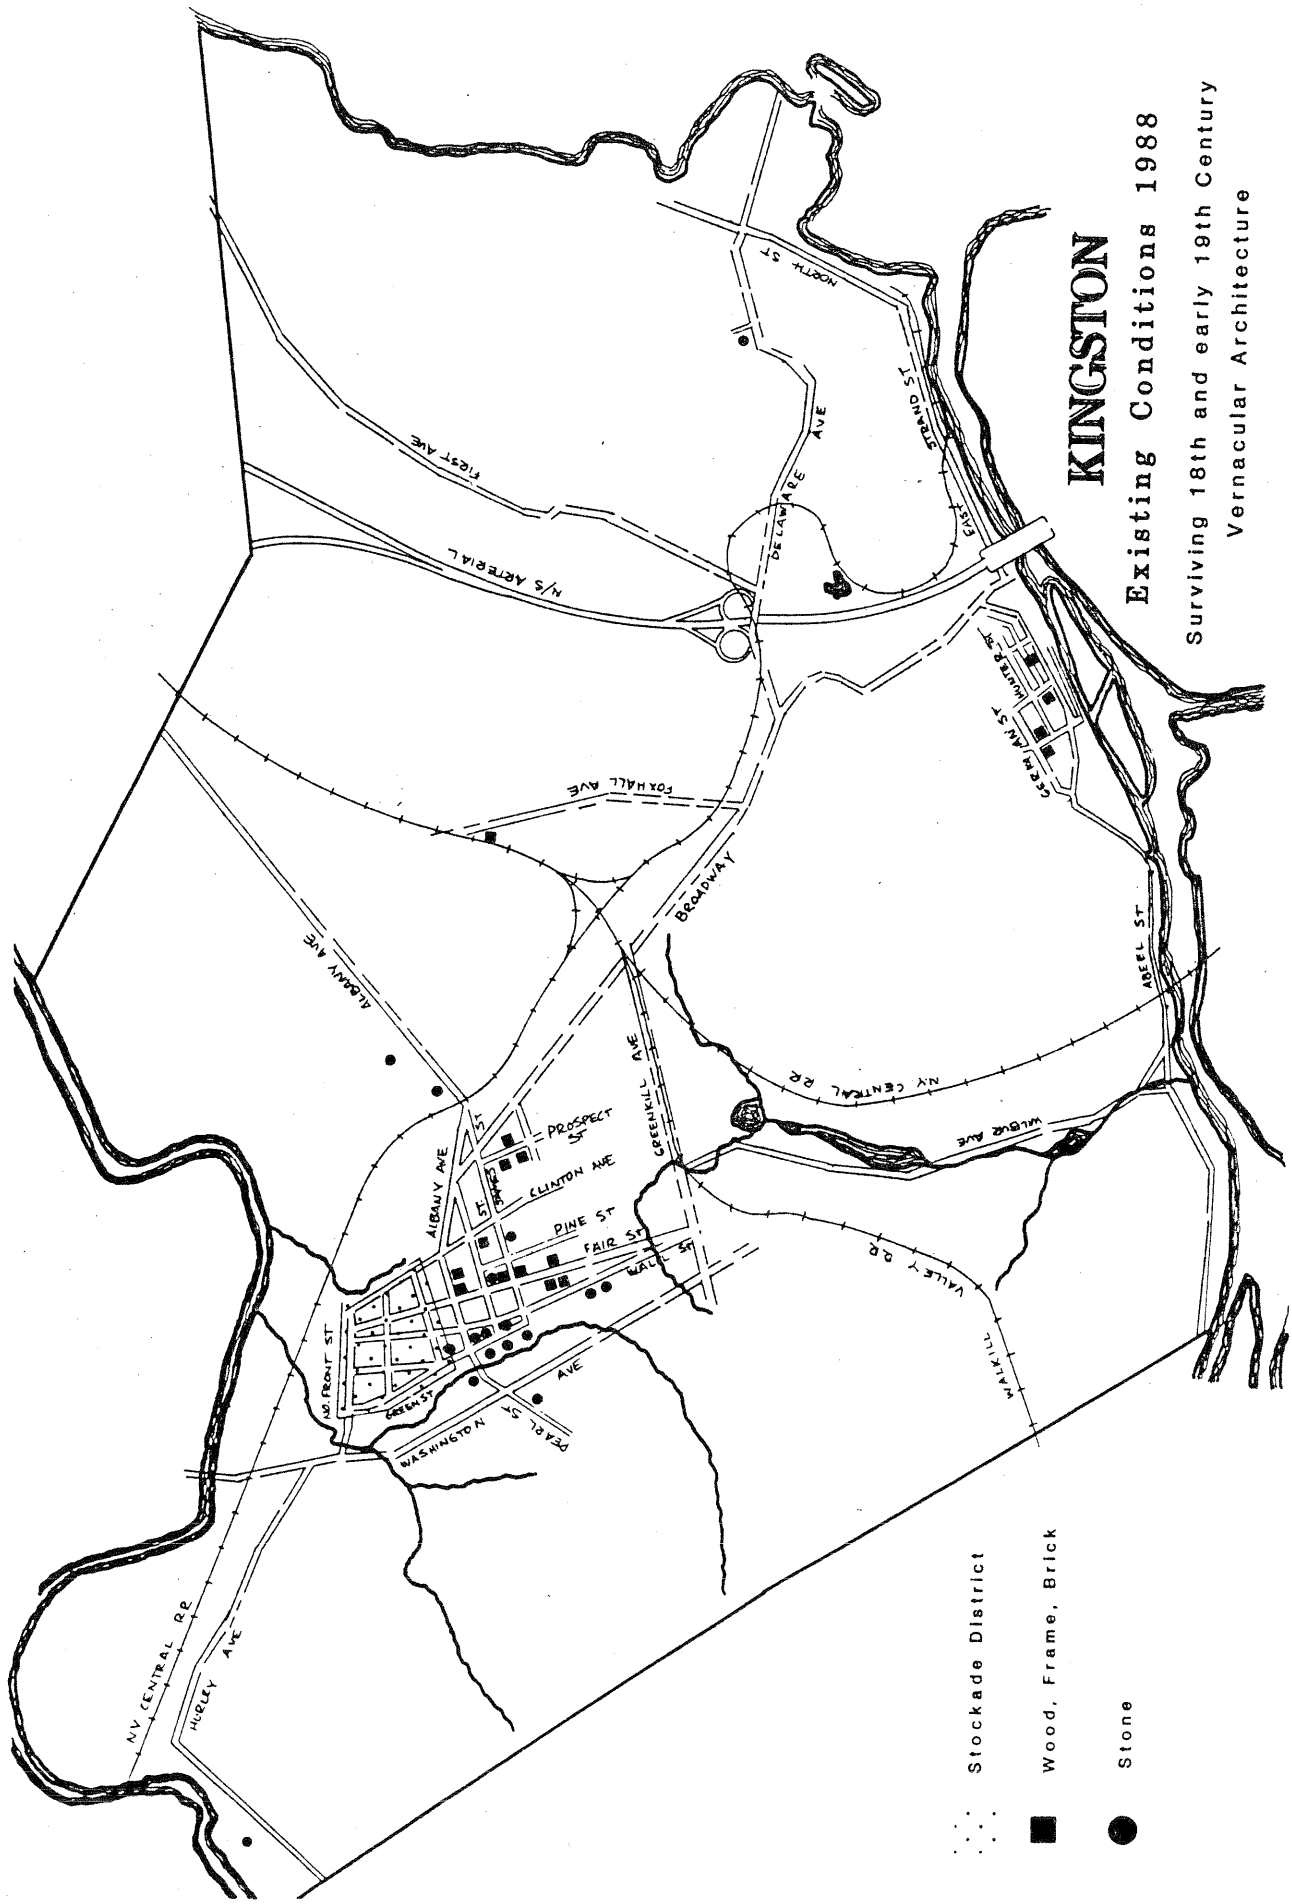 KINGSTON
Existing Conditions 1988
Surviving 18th and early 19th Century
Vernacular Architecture
Stockade District
Wood, Frame, Brick
Stone
NY CENTRAL RR
HURLEY
AVE
NO. FRONT ST
GREEN ST
WASHINGTON
AVE
PEARL ST
ALBANY AVE
ALBANY AVE
ST. JAMES
ST
PROSPECT
ST
CLINTON AVE
PINE ST
FAIR ST
WALL ST
GREENKILL AVE
BROADWAY
FOXHALL AVE
N/S ARTERIAL
FIRST AVE
DELAWARE
AVE
NORTH ST
EAST
STRAND ST
HUNTER ST
GERMAN ST
ABEEL ST
NY CENTRAL RR
WILBUR AVE
WALKILL
VALLEY RR